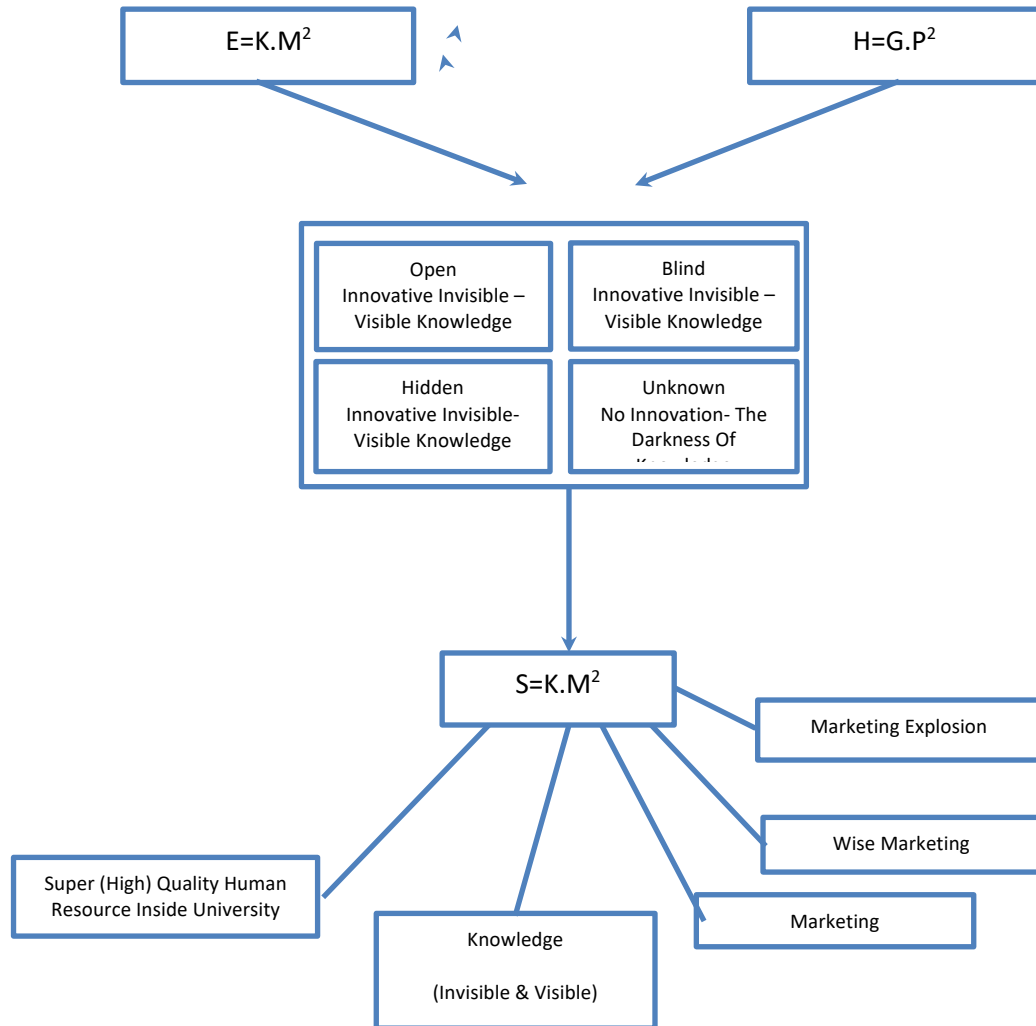 E=K.M²
H=G.P²
Open
Innovative Invisible –
Visible Knowledge
Blind
Innovative Invisible –
Visible Knowledge
Hidden
Innovative Invisible-
Visible Knowledge
Unknown
No Innovation- The
Darkness Of
S=K.M²
Marketing Explosion
Wise Marketing
Super (High) Quality Human
Resource Inside University
Marketing
Knowledge
(Invisible & Visible)